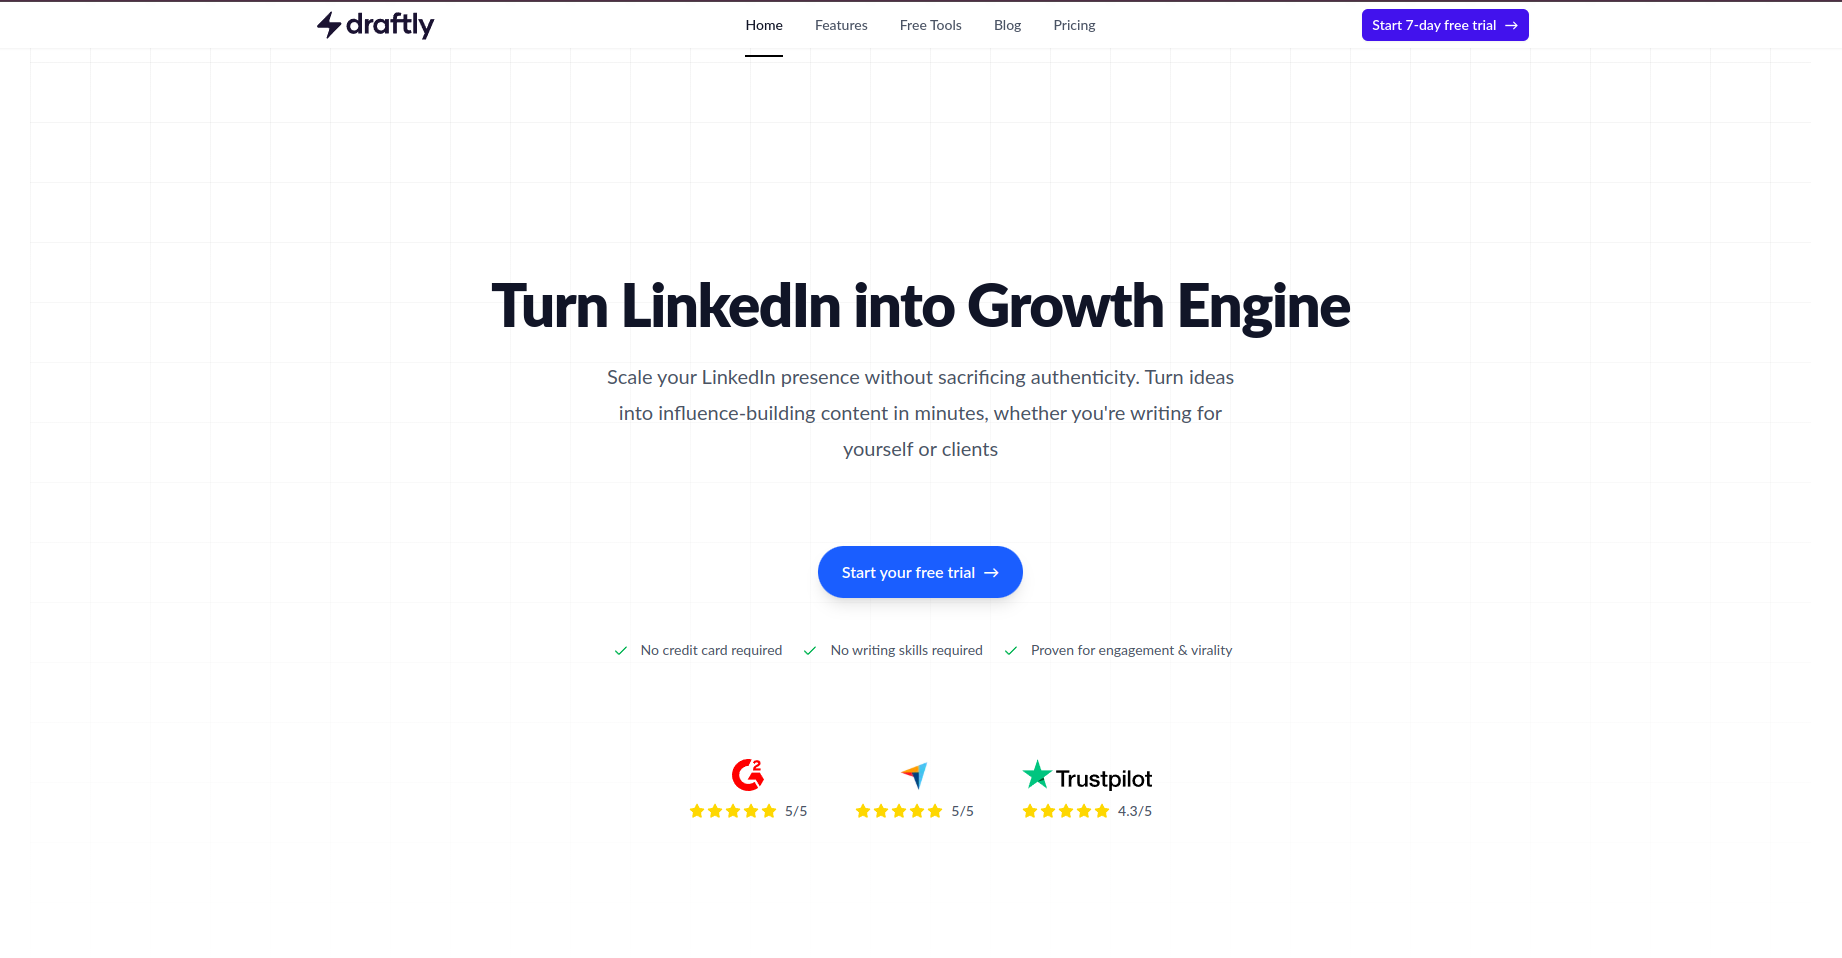 draftly
Home Features Free Tools Blog Pricing
Start 7-day free trial →
Turn LinkedIn into Growth Engine
Scale your LinkedIn presence without sacrificing authenticity. Turn ideas
into influence-building content in minutes, whether you're writing for
yourself or clients
Start your free trial →
✓ No credit card required ✓ No writing skills required ✓ Proven for engagement & virality
G2 Trustpilot
5/5 5/5 4.3/5